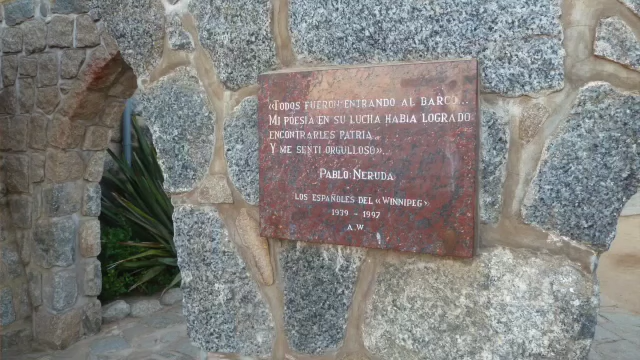 «Todos fueron entrando al barco...
Mi poesía en su lucha había logrado
encontrarles patria...
Y me sentí orgulloso».
Pablo Neruda
Los españoles del «Winnipeg»
1939 - 1997
A.W